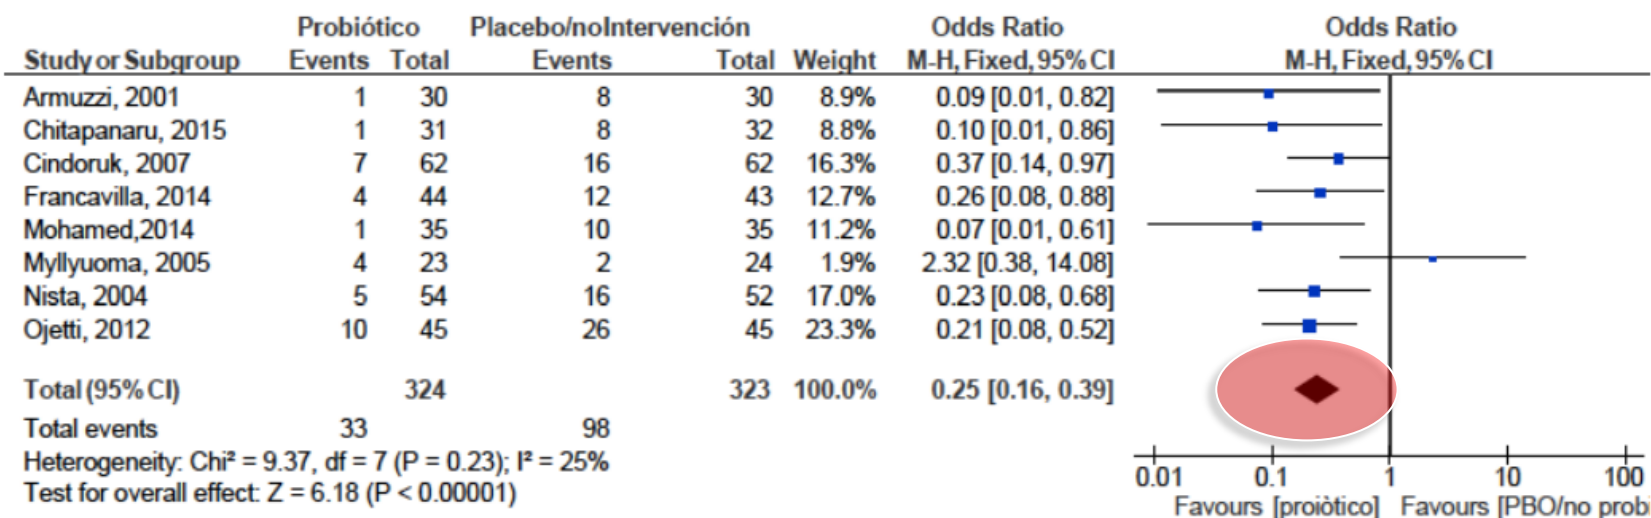 Probiótico Placebo/noIntervención Odds Ratio Odds Ratio
Study or Subgroup Events Total Events Total Weight M-H, Fixed, 95% CI M-H, Fixed, 95% CI
Armuzzi, 2001 1 30 8 30 8.9% 0.09 [0.01, 0.82]
Chitapanaru, 2015 1 31 8 32 8.8% 0.10 [0.01, 0.86]
Cindoruk, 2007 7 62 16 62 16.3% 0.37 [0.14, 0.97]
Francavilla, 2014 4 44 12 43 12.7% 0.26 [0.08, 0.88]
Mohamed,2014 1 35 10 35 11.2% 0.07 [0.01, 0.61]
Myllyuoma, 2005 4 23 2 24 1.9% 2.32 [0.38, 14.08]
Nista, 2004 5 54 16 52 17.0% 0.23 [0.08, 0.68]
Ojetti, 2012 10 45 26 45 23.3% 0.21 [0.08, 0.52]
Total (95% CI) 324 323 100.0% 0.25 [0.16, 0.39]
Total events 33 98
Heterogeneity: Chi² = 9.37, df = 7 (P = 0.23); I² = 25%
Test for overall effect: Z = 6.18 (P < 0.00001)
0.01 0.1 1 10 100
Favours [proiòtico] Favours [PBO/no prob